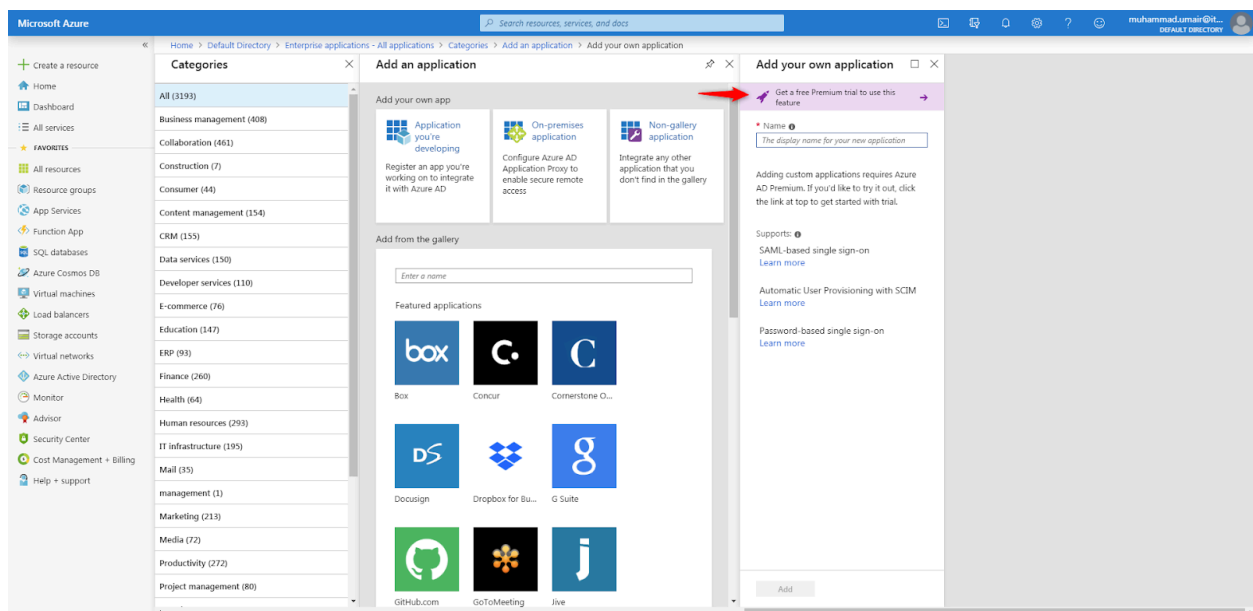 Microsoft Azure
Search resources, services, and docs
muhammad.umair@it...
DEFAULT DIRECTORY
Home > Default Directory > Enterprise applications - All applications > Categories > Add an application > Add your own application
Create a resource
Home
Dashboard
All services
FAVORITES
All resources
Resource groups
App Services
Function App
SQL databases
Azure Cosmos DB
Virtual machines
Load balancers
Storage accounts
Virtual networks
Azure Active Directory
Monitor
Advisor
Security Center
Cost Management + Billing
Help + support
Categories
All (3193)
Business management (408)
Collaboration (461)
Construction (7)
Consumer (44)
Content management (154)
CRM (155)
Data services (150)
Developer services (110)
E-commerce (76)
Education (147)
ERP (93)
Finance (260)
Health (64)
Human resources (293)
IT infrastructure (195)
Mail (35)
management (1)
Marketing (213)
Media (72)
Productivity (272)
Project management (80)
Add an application
Add your own app
Application
you're
developing
Register an app you're
working on to integrate
it with Azure AD
On-premises
application
Configure Azure AD
Application Proxy to
enable secure remote
access
Non-gallery
application
Integrate any other
application that you
don't find in the gallery
Add from the gallery
Enter a name
Featured applications
box
C.
C
Box
Concur
Cornerstone O...
DS
g
Docusign
Dropbox for Bu...
G Suite
j
GitHub.com
GoToMeeting
Jive
Add your own application
Get a free Premium trial to use this
feature
* Name
The display name for your new application
Adding custom applications requires Azure
AD Premium. If you'd like to try it out, click
the link at top to get started with trial.
Supports:
SAML-based single sign-on
Learn more
Automatic User Provisioning with SCIM
Learn more
Password-based single sign-on
Learn more
Add